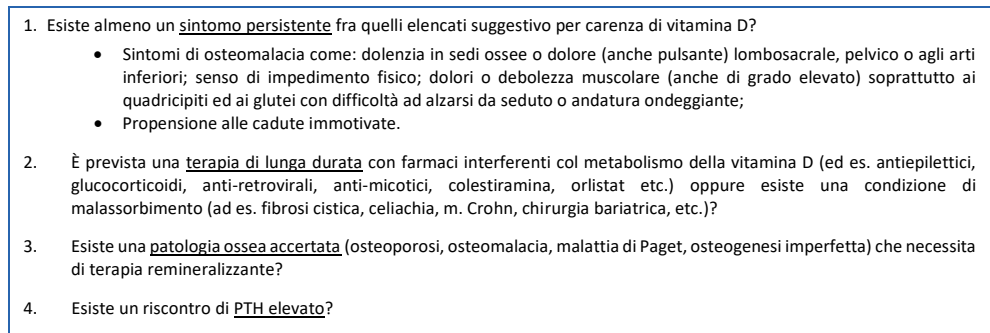 1. Esiste almeno un sintomo persistente fra quelli elencati suggestivo per carenza di vitamina D?
• Sintomi di osteomalacia come: dolenzia in sedi ossee o dolore (anche pulsante) lombosacrale, pelvico o agli arti
inferiori; senso di impedimento fisico; dolori o debolezza muscolare (anche di grado elevato) soprattutto ai
quadricipiti ed ai glutei con difficoltà ad alzarsi da seduto o andatura ondeggiante;
• Propensione alle cadute immotivate.
2. È prevista una terapia di lunga durata con farmaci interferenti col metabolismo della vitamina D (ed es. antiepilettici,
glucocorticoidi, anti-retrovirali, anti-micotici, colestiramina, orlistat etc.) oppure esiste una condizione di
malassorbimento (ad es. fibrosi cistica, celiachia, m. Crohn, chirurgia bariatrica, etc.)?
3. Esiste una patologia ossea accertata (osteoporosi, osteomalacia, malattia di Paget, osteogenesi imperfetta) che necessita
di terapia remineralizzante?
4. Esiste un riscontro di PTH elevato?